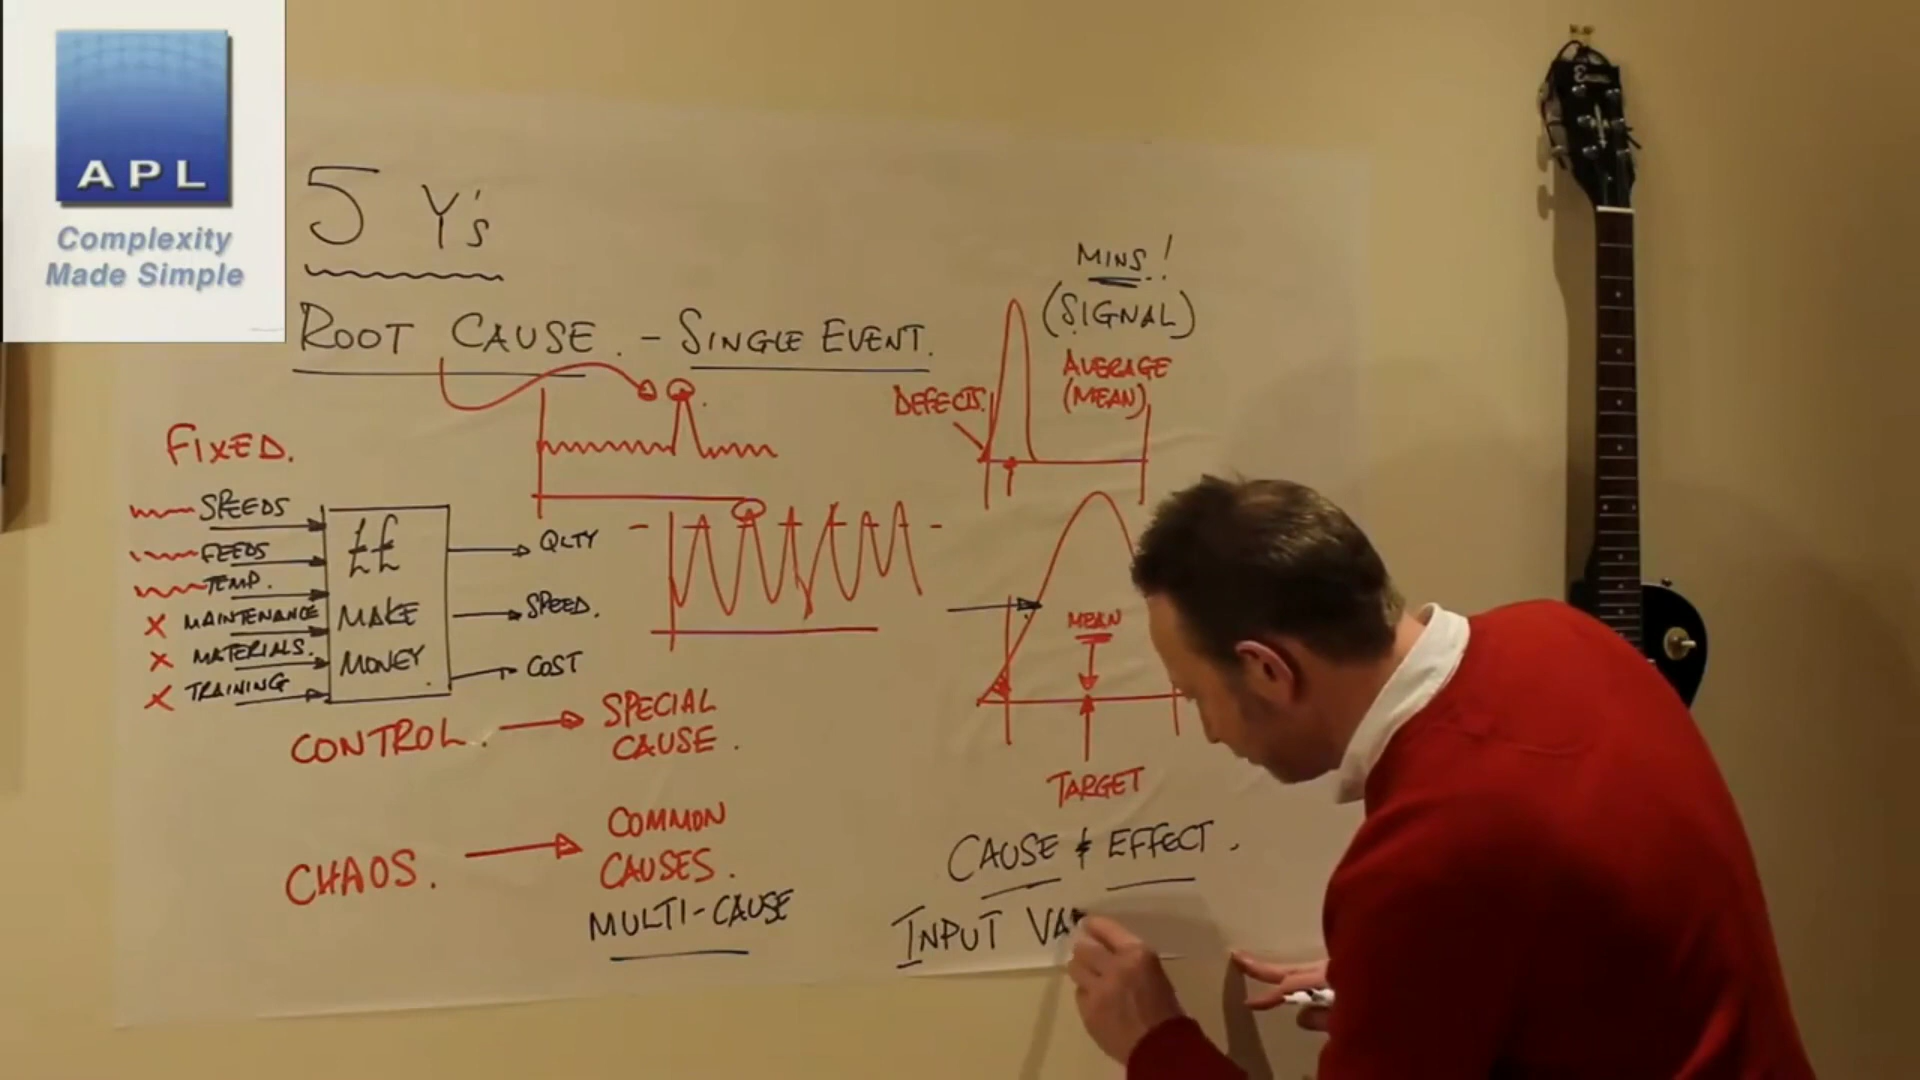 APL
Complexity
Made Simple
5 Y's
ROOT CAUSE. - SINGLE EVENT.
MINS!
(SIGNAL)
AVERAGE
(MEAN)
DEFECTS.
FIXED.
SPEEDS
FEEDS
TEMP.
MAINTENANCE
MATERIALS.
TRAINING
££
MAKE
MONEY.
QLTY
SPEED.
COST
MEAN
TARGET
CONTROL. → SPECIAL
CAUSE.
CHAOS. → COMMON
CAUSES.
MULTI-CAUSE
CAUSE & EFFECT.
INPUT VA